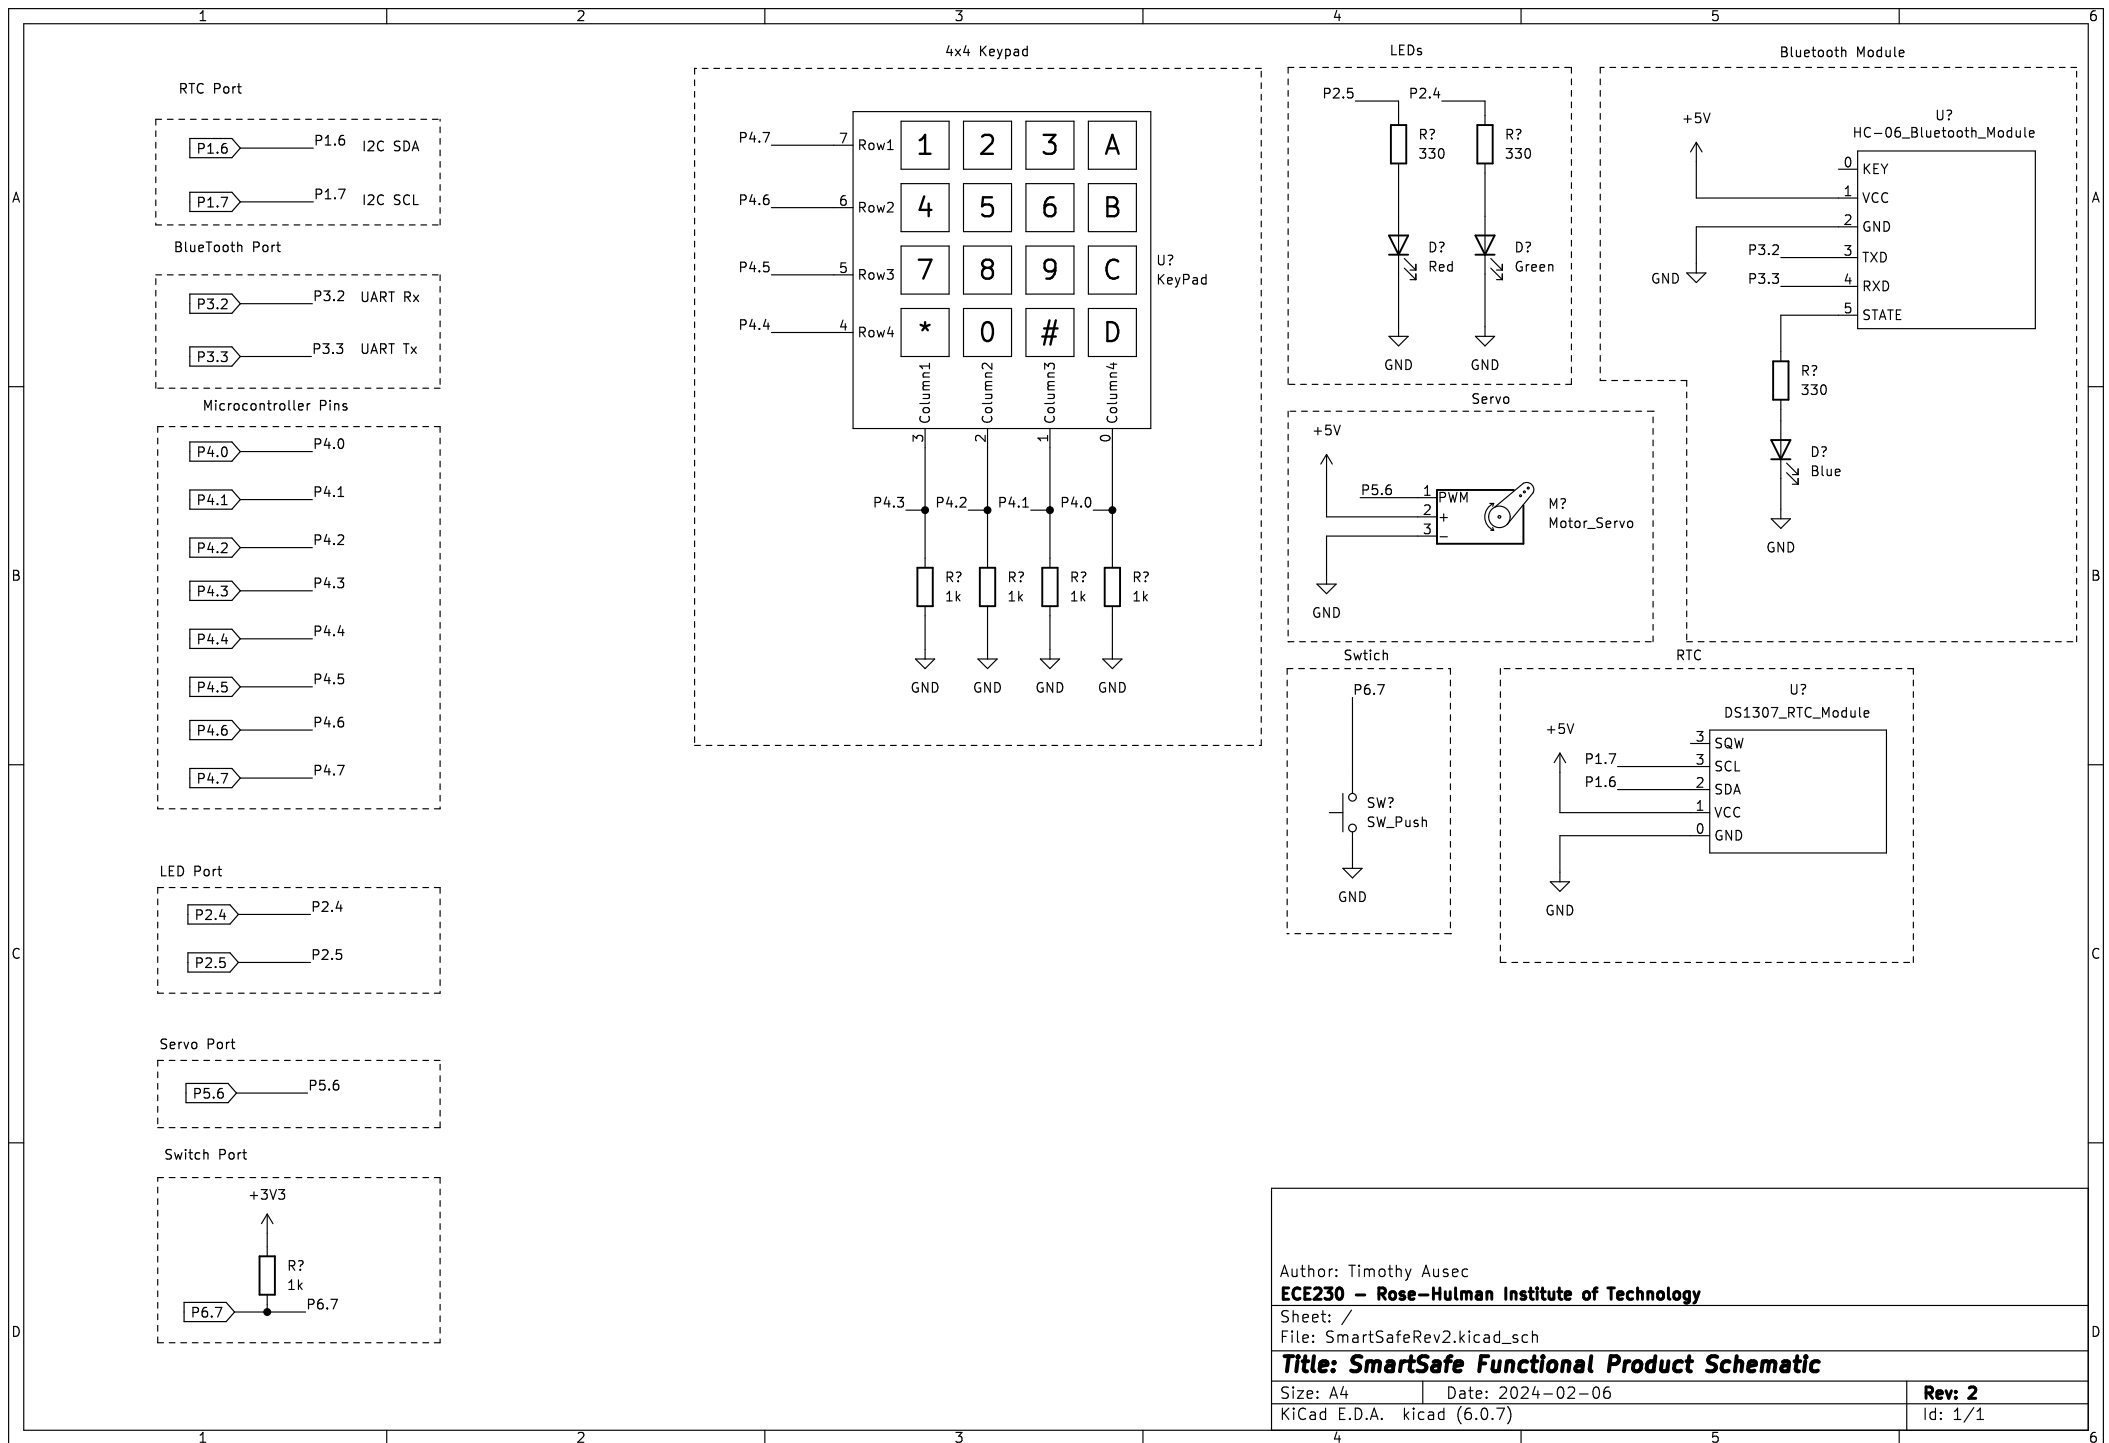 1 2 3 4 5 6
A
B
C
D
RTC Port
P1.6 P1.6 I2C SDA
P1.7 P1.7 I2C SCL
BlueTooth Port
P3.2 P3.2 UART Rx
P3.3 P3.3 UART Tx
Microcontroller Pins
P4.0 P4.0
P4.1 P4.1
P4.2 P4.2
P4.3 P4.3
P4.4 P4.4
P4.5 P4.5
P4.6 P4.6
P4.7 P4.7
LED Port
P2.4 P2.4
P2.5 P2.5
Servo Port
P5.6 P5.6
Switch Port
+3V3
R?
1k
P6.7 P6.7
4x4 Keypad
P4.7 7 Row1 1 2 3 A
P4.6 6 Row2 4 5 6 B
P4.5 5 Row3 7 8 9 C
P4.4 4 Row4 * 0 # D
U?
KeyPad
Column1 Column2 Column3 Column4
3 2 1 0
P4.3 P4.2 P4.1 P4.0
R? R? R? R?
1k 1k 1k 1k
GND GND GND GND
LEDs
P2.5 P2.4
R? R?
330 330
D? D?
Red Green
GND GND
Servo
+5V
P5.6 1 PWM
2 +
3 −
M?
Motor_Servo
GND
Swtich
P6.7
SW?
SW_Push
GND
Bluetooth Module
U?
HC-06_Bluetooth_Module
+5V
0 KEY
1 VCC
2 GND
P3.2 3 TXD
P3.3 4 RXD
5 STATE
GND
R?
330
D?
Blue
GND
RTC
U?
DS1307_RTC_Module
+5V
3 SQW
P1.7 3 SCL
P1.6 2 SDA
1 VCC
0 GND
GND
Author: Timothy Ausec
ECE230 – Rose-Hulman Institute of Technology
Sheet: /
File: SmartSafeRev2.kicad_sch
Title: SmartSafe Functional Product Schematic
Size: A4 Date: 2024-02-06 Rev: 2
KiCad E.D.A. kicad (6.0.7) Id: 1/1
A
B
C
D
1 2 3 4 5 6